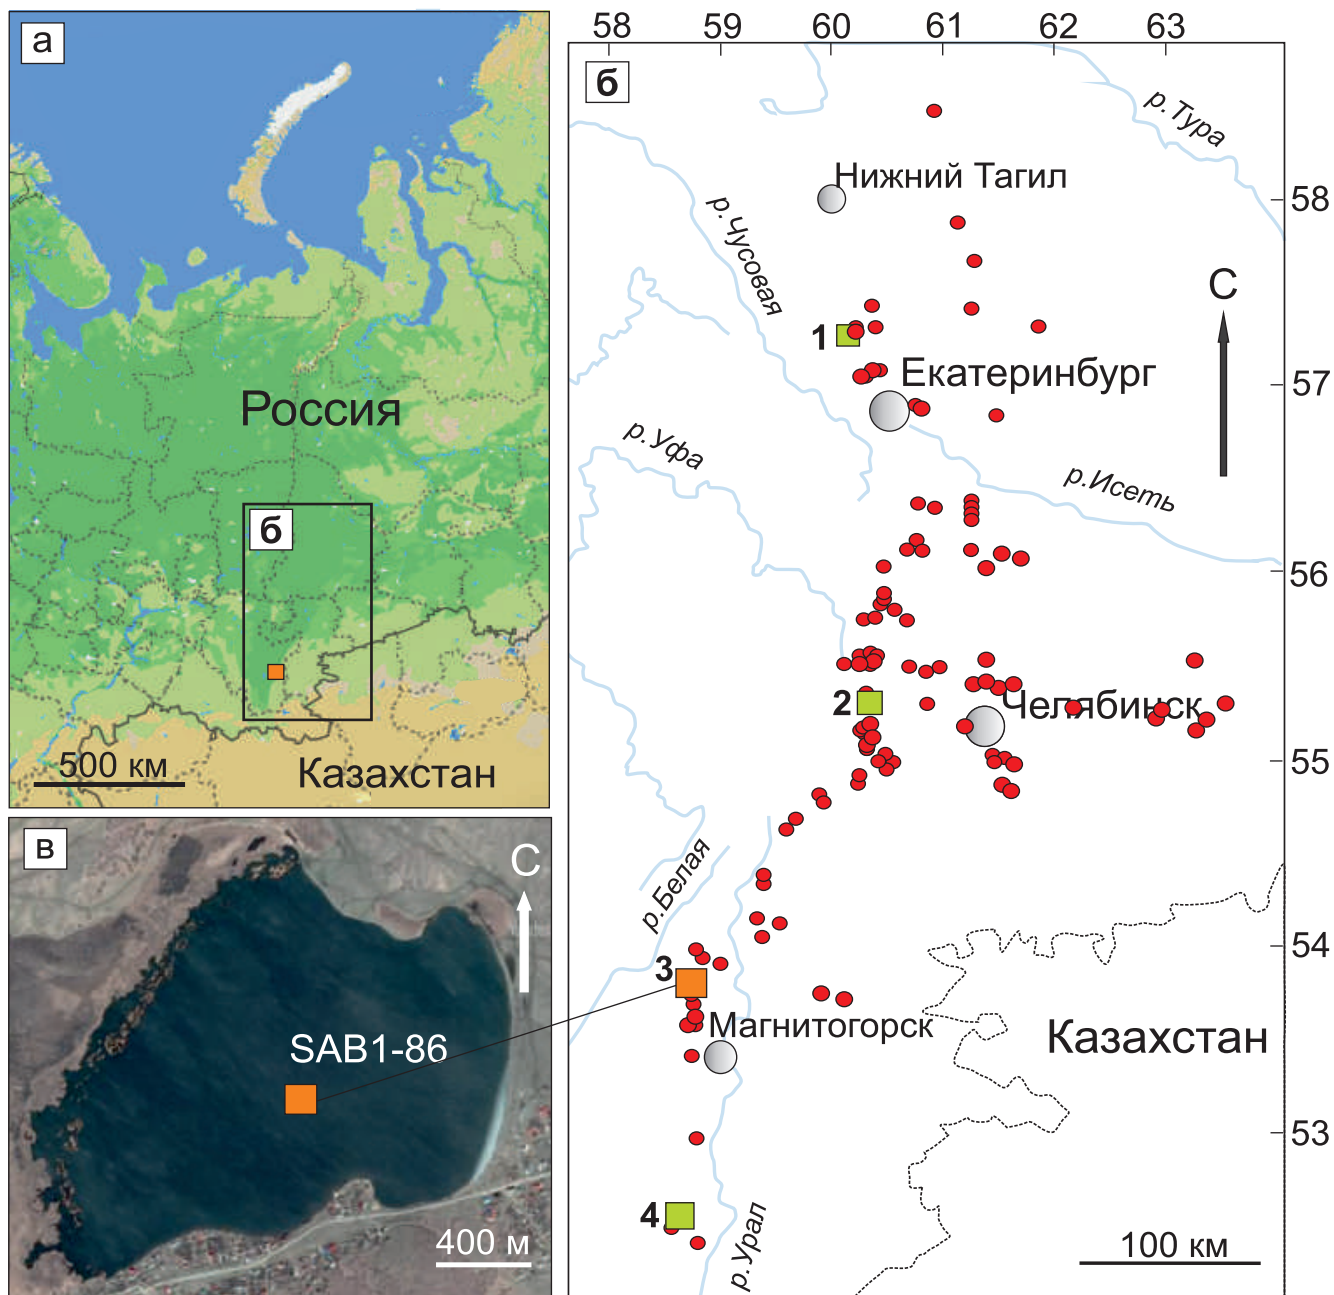 а
Россия
б
500 км
Казахстан
58 59 60 61 62 63
б
р.Тура
Нижний Тагил
58
р.Чусовая
С
1
Екатеринбург
57
р.Уфа
р.Исеть
56
2
Челябинск
55
р.Белая
54
3
Магнитогорск
Казахстан
53
4
р.Урал
100 км
в
С
SAB1-86
400 м